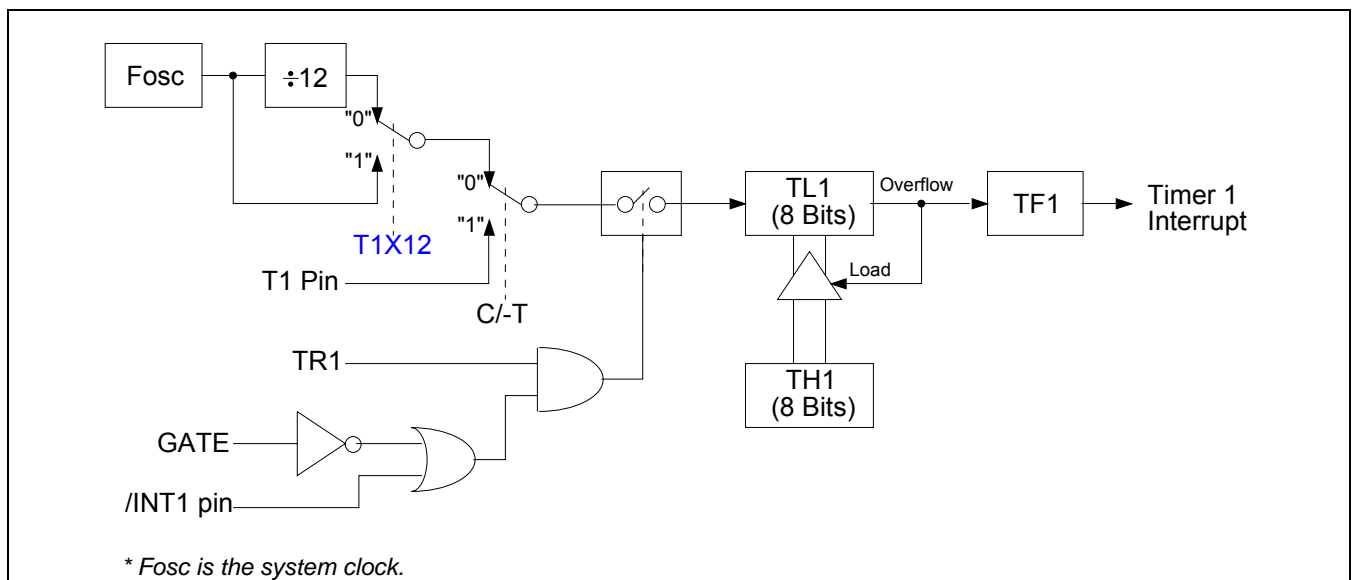 Fosc
÷12
"0"
"1"
T1X12
"0"
"1"
T1 Pin
C/-T
TL1
(8 Bits)
Overflow
TF1
Timer 1
Interrupt
Load
TH1
(8 Bits)
TR1
GATE
/INT1 pin
* Fosc is the system clock.